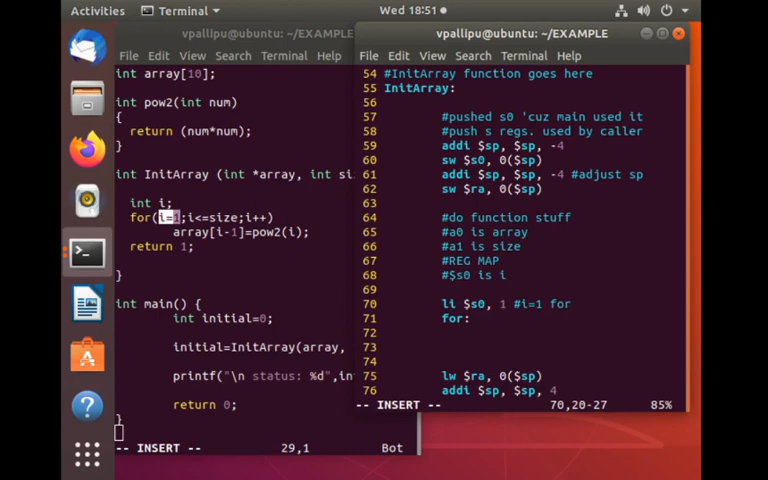 Activities Terminal Wed 18:51
vpallipu@ubuntu: ~/EXAMPLE
File Edit View Search Terminal Help
int array[10];
int pow2(int num)
{
return (num*num);
}
int InitArray (int *array, int si
int i;
for(i=1;i<=size;i++)
array[i-1]=pow2(i);
return 1;
}
int main() {
int initial=0;
initial=InitArray(array,
printf("\n status: %d",in
return 0;
}
-- INSERT -- 29,1 Bot
vpallipu@ubuntu: ~/EXAMPLE
File Edit View Search Terminal Help
54 #InitArray function goes here
55 InitArray:
56
57 #pushed s0 'cuz main used it
58 #push s regs. used by caller
59 addi $sp, $sp, -4
60 sw $s0, 0($sp)
61 addi $sp, $sp, -4 #adjust sp
62 sw $ra, 0($sp)
63
64 #do function stuff
65 #a0 is array
66 #a1 is size
67 #REG MAP
68 #$s0 is i
69
70 li $s0, 1 #i=1 for
71 for:
72
73
74
75 lw $ra, 0($sp)
76 addi $sp, $sp, 4
-- INSERT -- 70,20-27 85%